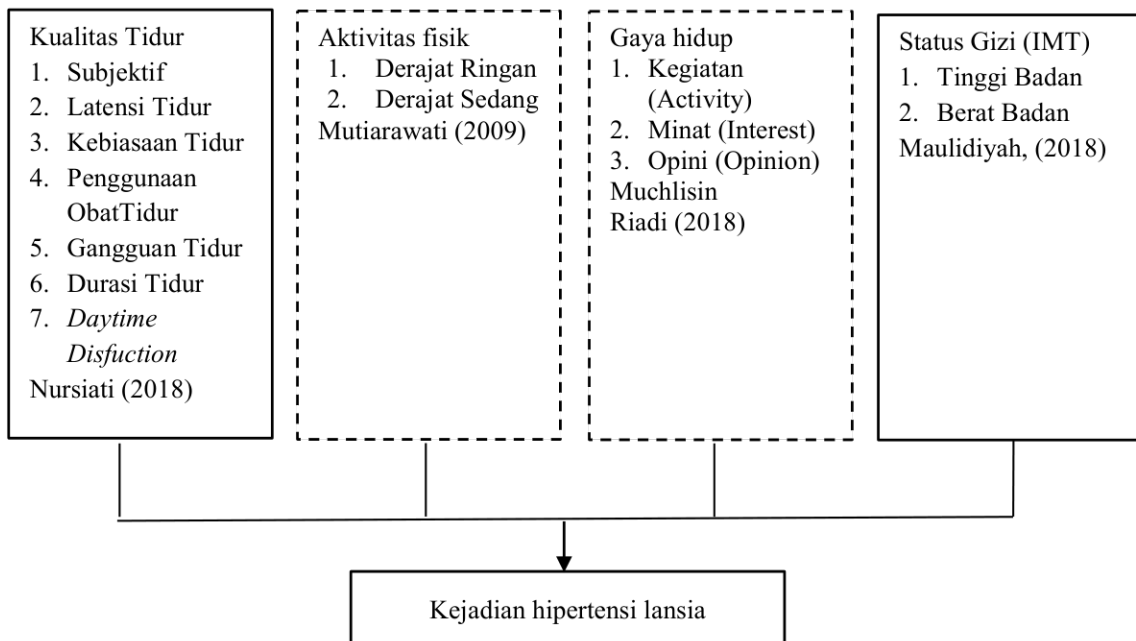 Kualitas Tidur
1. Subjektif
2. Latensi Tidur
3. Kebiasaan Tidur
4. Penggunaan
ObatTidur
5. Gangguan Tidur
6. Durasi Tidur
7. Daytime
Disfuction
Nursiati (2018)
Aktivitas fisik
1. Derajat Ringan
2. Derajat Sedang
Mutiarawati (2009)
Gaya hidup
1. Kegiatan
(Activity)
2. Minat (Interest)
3. Opini (Opinion)
Muchlisin
Riadi (2018)
Status Gizi (IMT)
1. Tinggi Badan
2. Berat Badan
Maulidiyah, (2018)
Kejadian hipertensi lansia